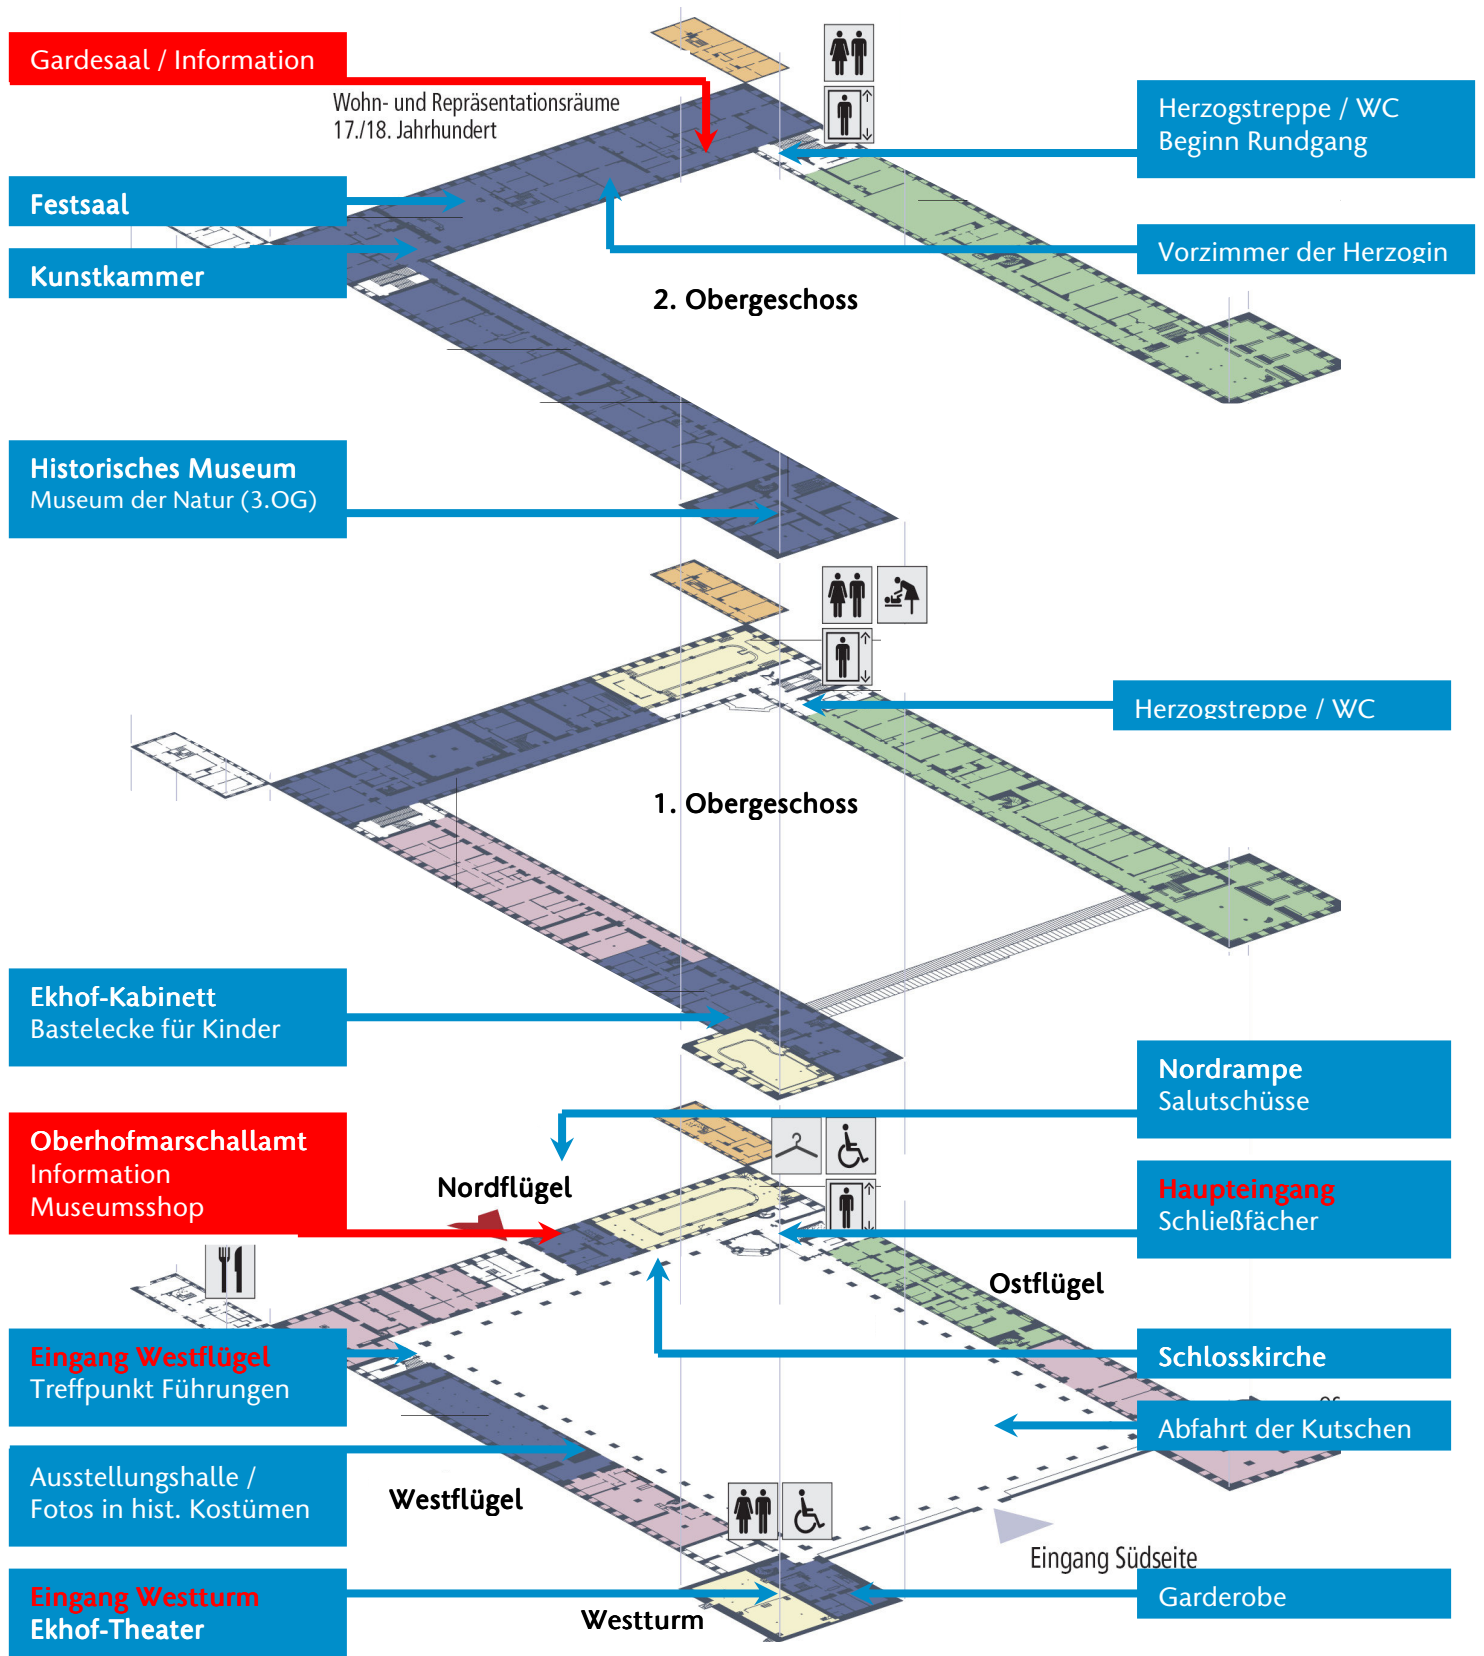 Gardesaal / Information
Wohn- und Repräsentationsräume
17./18. Jahrhundert
Herzogstreppe / WC
Beginn Rundgang
Festsaal
Kunstkammer
Vorzimmer der Herzogin
2. Obergeschoss
Historisches Museum
Museum der Natur (3.OG)
Herzogstreppe / WC
1. Obergeschoss
Ekhof-Kabinett
Bastelecke für Kinder
Nordrampe
Salutschüsse
Oberhofmarschallamt
Information
Museumsshop
Nordflügel
Haupteingang
Schließfächer
Ostflügel
Eingang Westflügel
Treffpunkt Führungen
Schlosskirche
Abfahrt der Kutschen
Ausstellungshalle /
Fotos in hist. Kostümen
Westflügel
Eingang Südseite
Eingang Westturm
Ekhof-Theater
Westturm
Garderobe